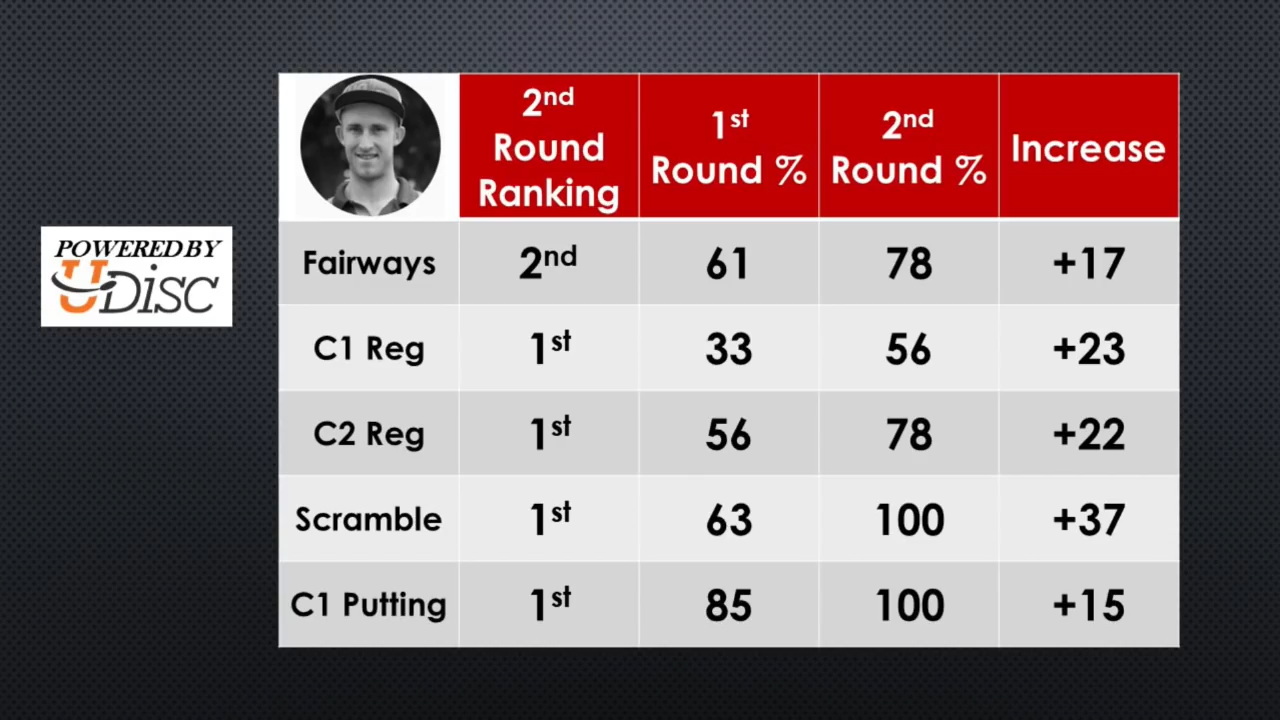 2nd Round Ranking
1st Round %
2nd Round %
Increase
POWERED BY
UDisc
Fairways 2nd 61 78 +17
C1 Reg 1st 33 56 +23
C2 Reg 1st 56 78 +22
Scramble 1st 63 100 +37
C1 Putting 1st 85 100 +15